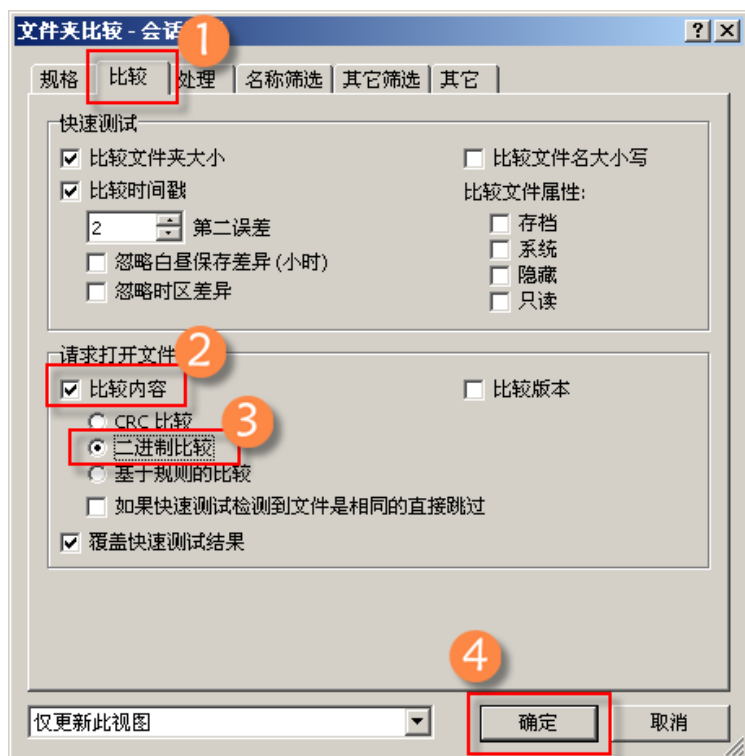 文件夹比较 - 会话
1
规格 比较 处理 名称筛选 其它筛选 其它
快速测试
比较文件夹大小 比较文件名大小写
比较时间戳 比较文件属性:
2 第二误差 存档
系统
忽略白昼保存差异(小时) 隐藏
忽略时区差异 只读
请求打开文件
2
比较内容 比较版本
CRC 比较
3
二进制比较
基于规则的比较
如果快速测试检测到文件是相同的直接跳过
覆盖快速测试结果
4
仅更新此视图 确定 取消